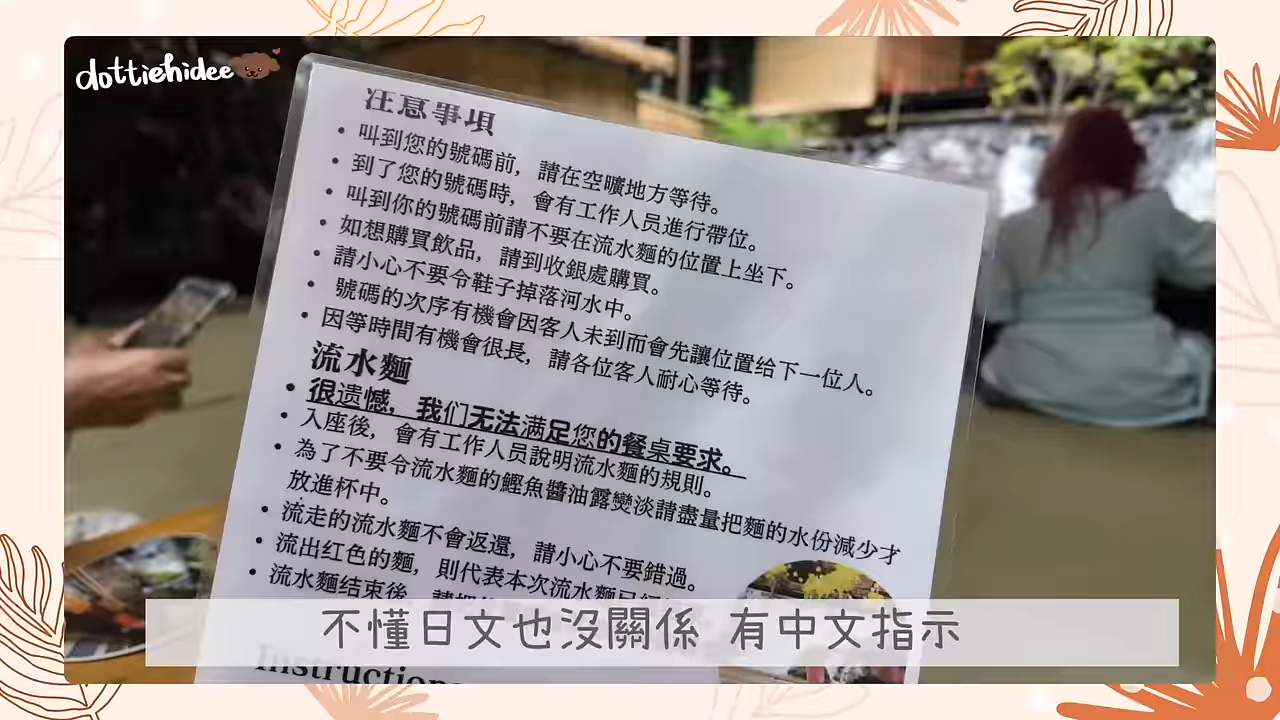 dottiehidee
注意事項
• 叫到您的號碼前，請在空曠地方等待。
• 到了您的號碼時，會有工作人员進行帶位。
• 叫到你的號碼前請不要在流水麵的位置上坐下。
• 如想購買飲品，請到收銀處購買。
• 請小心不要令鞋子掉落河水中。
• 號碼的次序有機會因客人未到而會先讓位置给下一位人。
• 因等時間有機會很長，請各位客人耐心等待。
流水麵
• 很遗憾，我们无法满足您的餐桌要求。
• 入座後，會有工作人员說明流水麵的規則。
• 為了不要令流水麵的鰹魚醬油露變淡請盡量把麵的水份減少才
放進杯中。
• 流走的流水麵不會返還，請小心不要錯過。
• 流出红色的麵，則代表本次流水麵已
• 流水麵结束後，請把
Instructions
不懂日文也沒關係 有中文指示